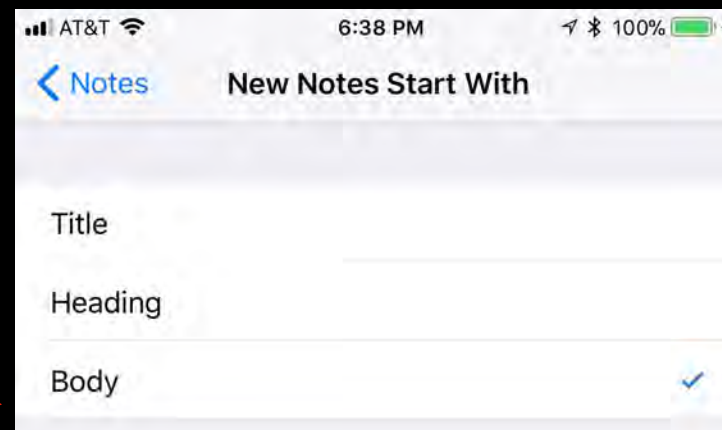 AT&T 6:38 PM 100%
Notes New Notes Start With
Title
Heading
Body